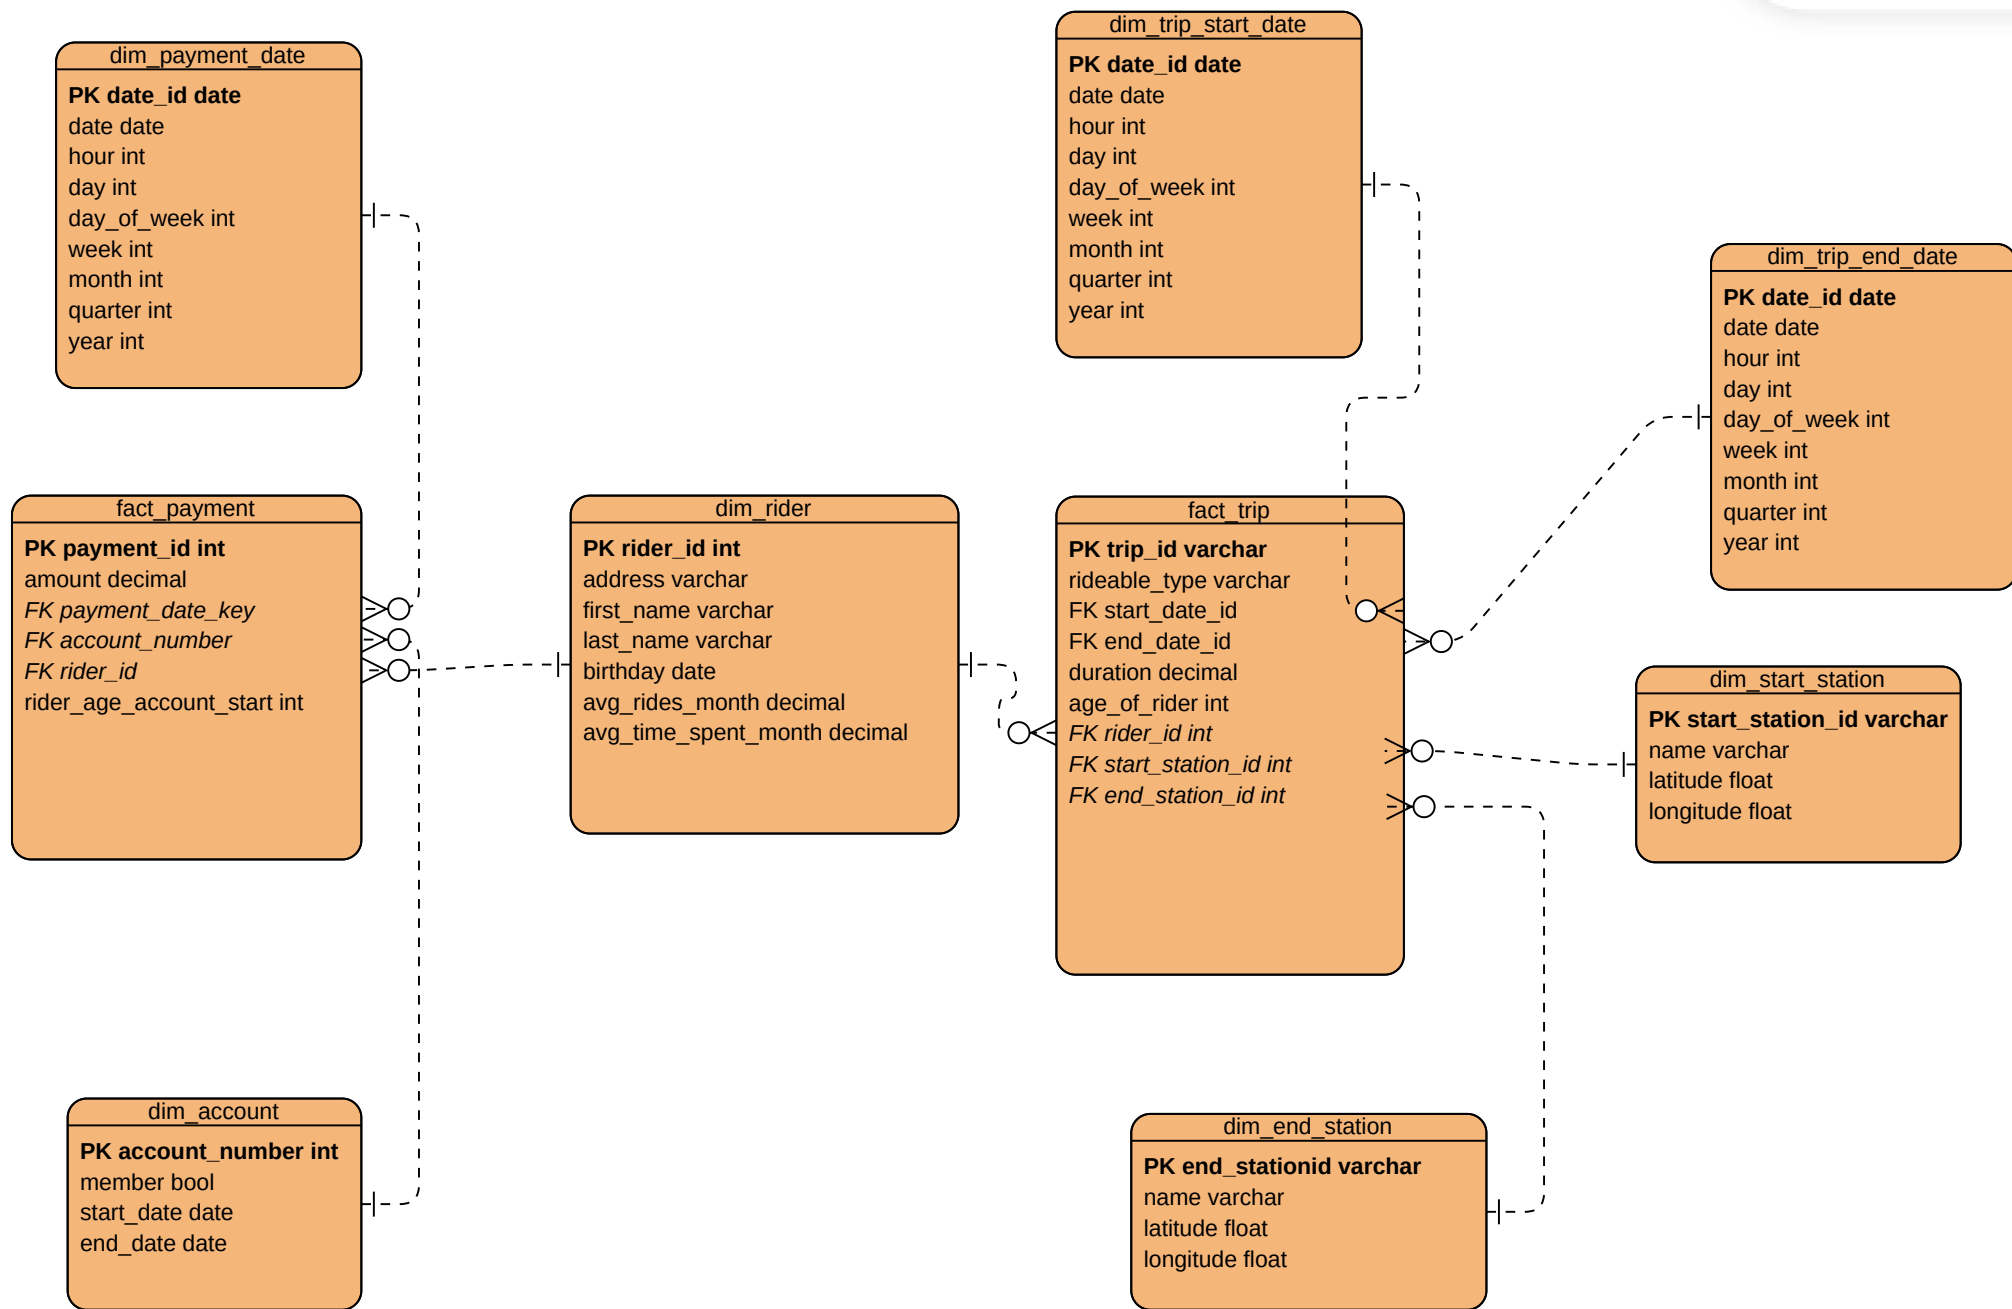 dim_payment_date
PK date_id date
date date
hour int
day int
day_of_week int
week int
month int
quarter int
year int
dim_trip_start_date
PK date_id date
date date
hour int
day int
day_of_week int
week int
month int
quarter int
year int
dim_trip_end_date
PK date_id date
date date
hour int
day int
day_of_week int
week int
month int
quarter int
year int
fact_payment
PK payment_id int
amount decimal
FK payment_date_key
FK account_number
FK rider_id
rider_age_account_start int
dim_rider
PK rider_id int
address varchar
first_name varchar
last_name varchar
birthday date
avg_rides_month decimal
avg_time_spent_month decimal
fact_trip
PK trip_id varchar
rideable_type varchar
FK start_date_id
FK end_date_id
duration decimal
age_of_rider int
FK rider_id int
FK start_station_id int
FK end_station_id int
dim_start_station
PK start_station_id varchar
name varchar
latitude float
longitude float
dim_account
PK account_number int
member bool
start_date date
end_date date
dim_end_station
PK end_stationid varchar
name varchar
latitude float
longitude float